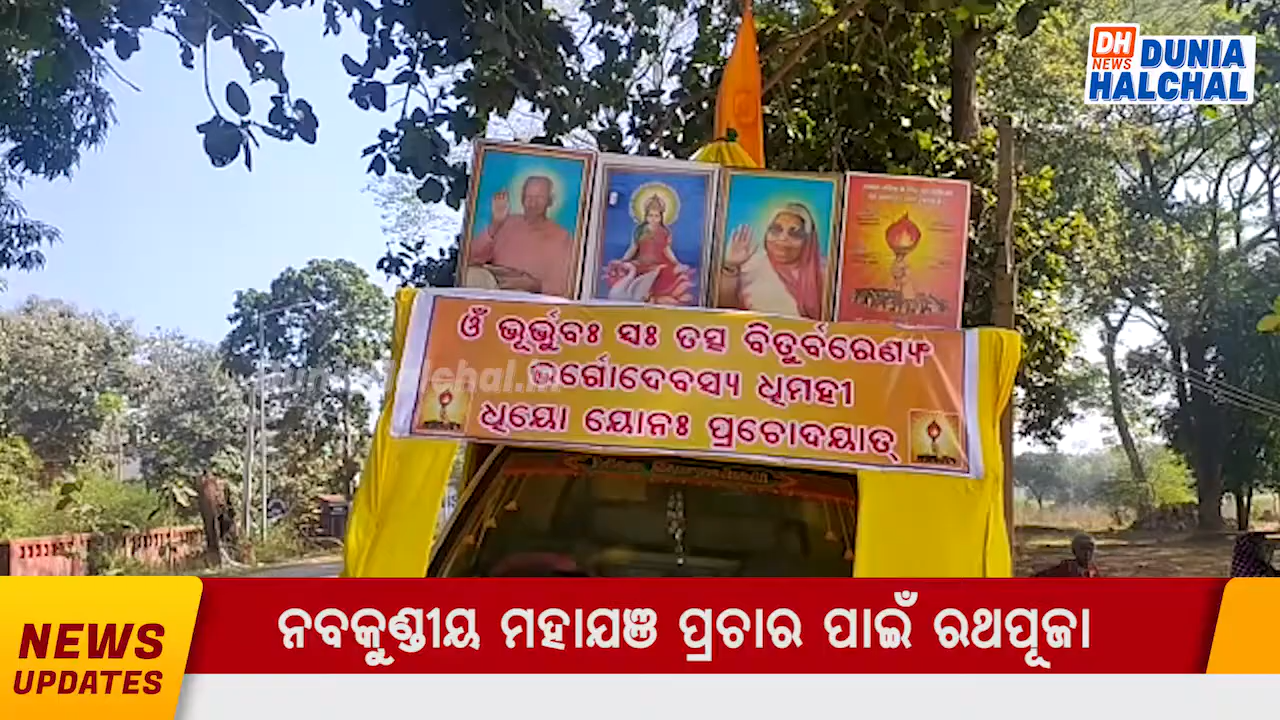 DH
NEWS
DUNIA
HALCHAL
ଓଁ ଭୂର୍ଭୁବଃ ସଃ ତତ୍ସ ବିତୁର୍ବରେଣ୍ୟଂ
ଭର୍ଗୋଦେବସ୍ୟ ଧିମହୀ
ଧିୟୋ ୟୋନଃ ପ୍ରଚୋଦୟାତ୍
NEWS
UPDATES
ନବକୁଣ୍ଡୀୟ ମହାଯଜ୍ଞ ପ୍ରଚାର ପାଇଁ ରଥପୂଜା